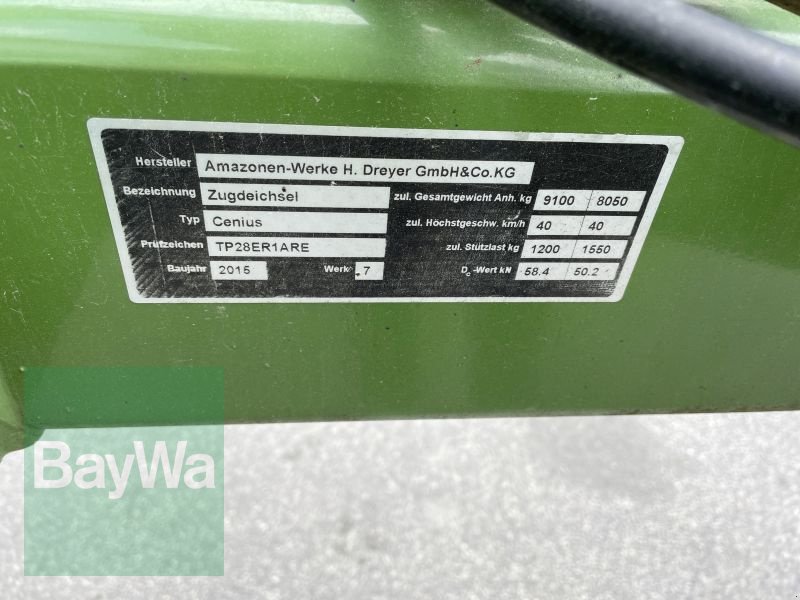 Hersteller Amazonen-Werke H. Dreyer GmbH&Co.KG
Bezeichnung Zugdeichsel zul. Gesamtgewicht Anh. kg 9100 8050
Typ Cenius zul. Höchstgeschw. km/h 40 40
Prüfzeichen TP28ER1ARE zul. Stützlast kg 1200 1550
Baujahr 2015 Werk 7 Dc-Wert kN 58.4 50.2
BayWa